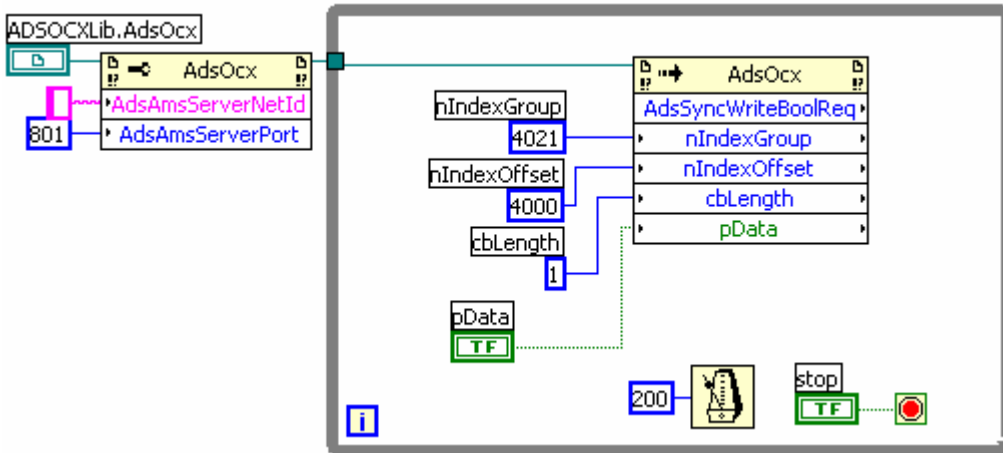 ADSOCXLib.AdsOcx
AdsOcx
AdsAmsServerNetId
801
AdsAmsServerPort
AdsOcx
AdsSyncWriteBoolReq
nIndexGroup
4021
nIndexGroup
nIndexOffset
4000
nIndexOffset
cbLength
1
cbLength
pData
TF
pData
200
stop
TF
i